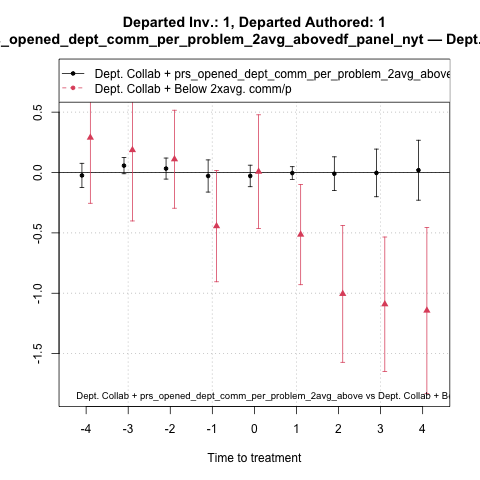 Departed Inv.: 1, Departed Authored: 1
s_opened_dept_comm_per_problem_2avg_abovedf_panel_nyt — Dept.
Dept. Collab + prs_opened_dept_comm_per_problem_2avg_above
Dept. Collab + Below 2xavg. comm/p
0.5
0.0
-0.5
-1.0
-1.5
Dept. Collab + prs_opened_dept_comm_per_problem_2avg_above vs Dept. Collab + Be
-4 -3 -2 -1 0 1 2 3 4
Time to treatment